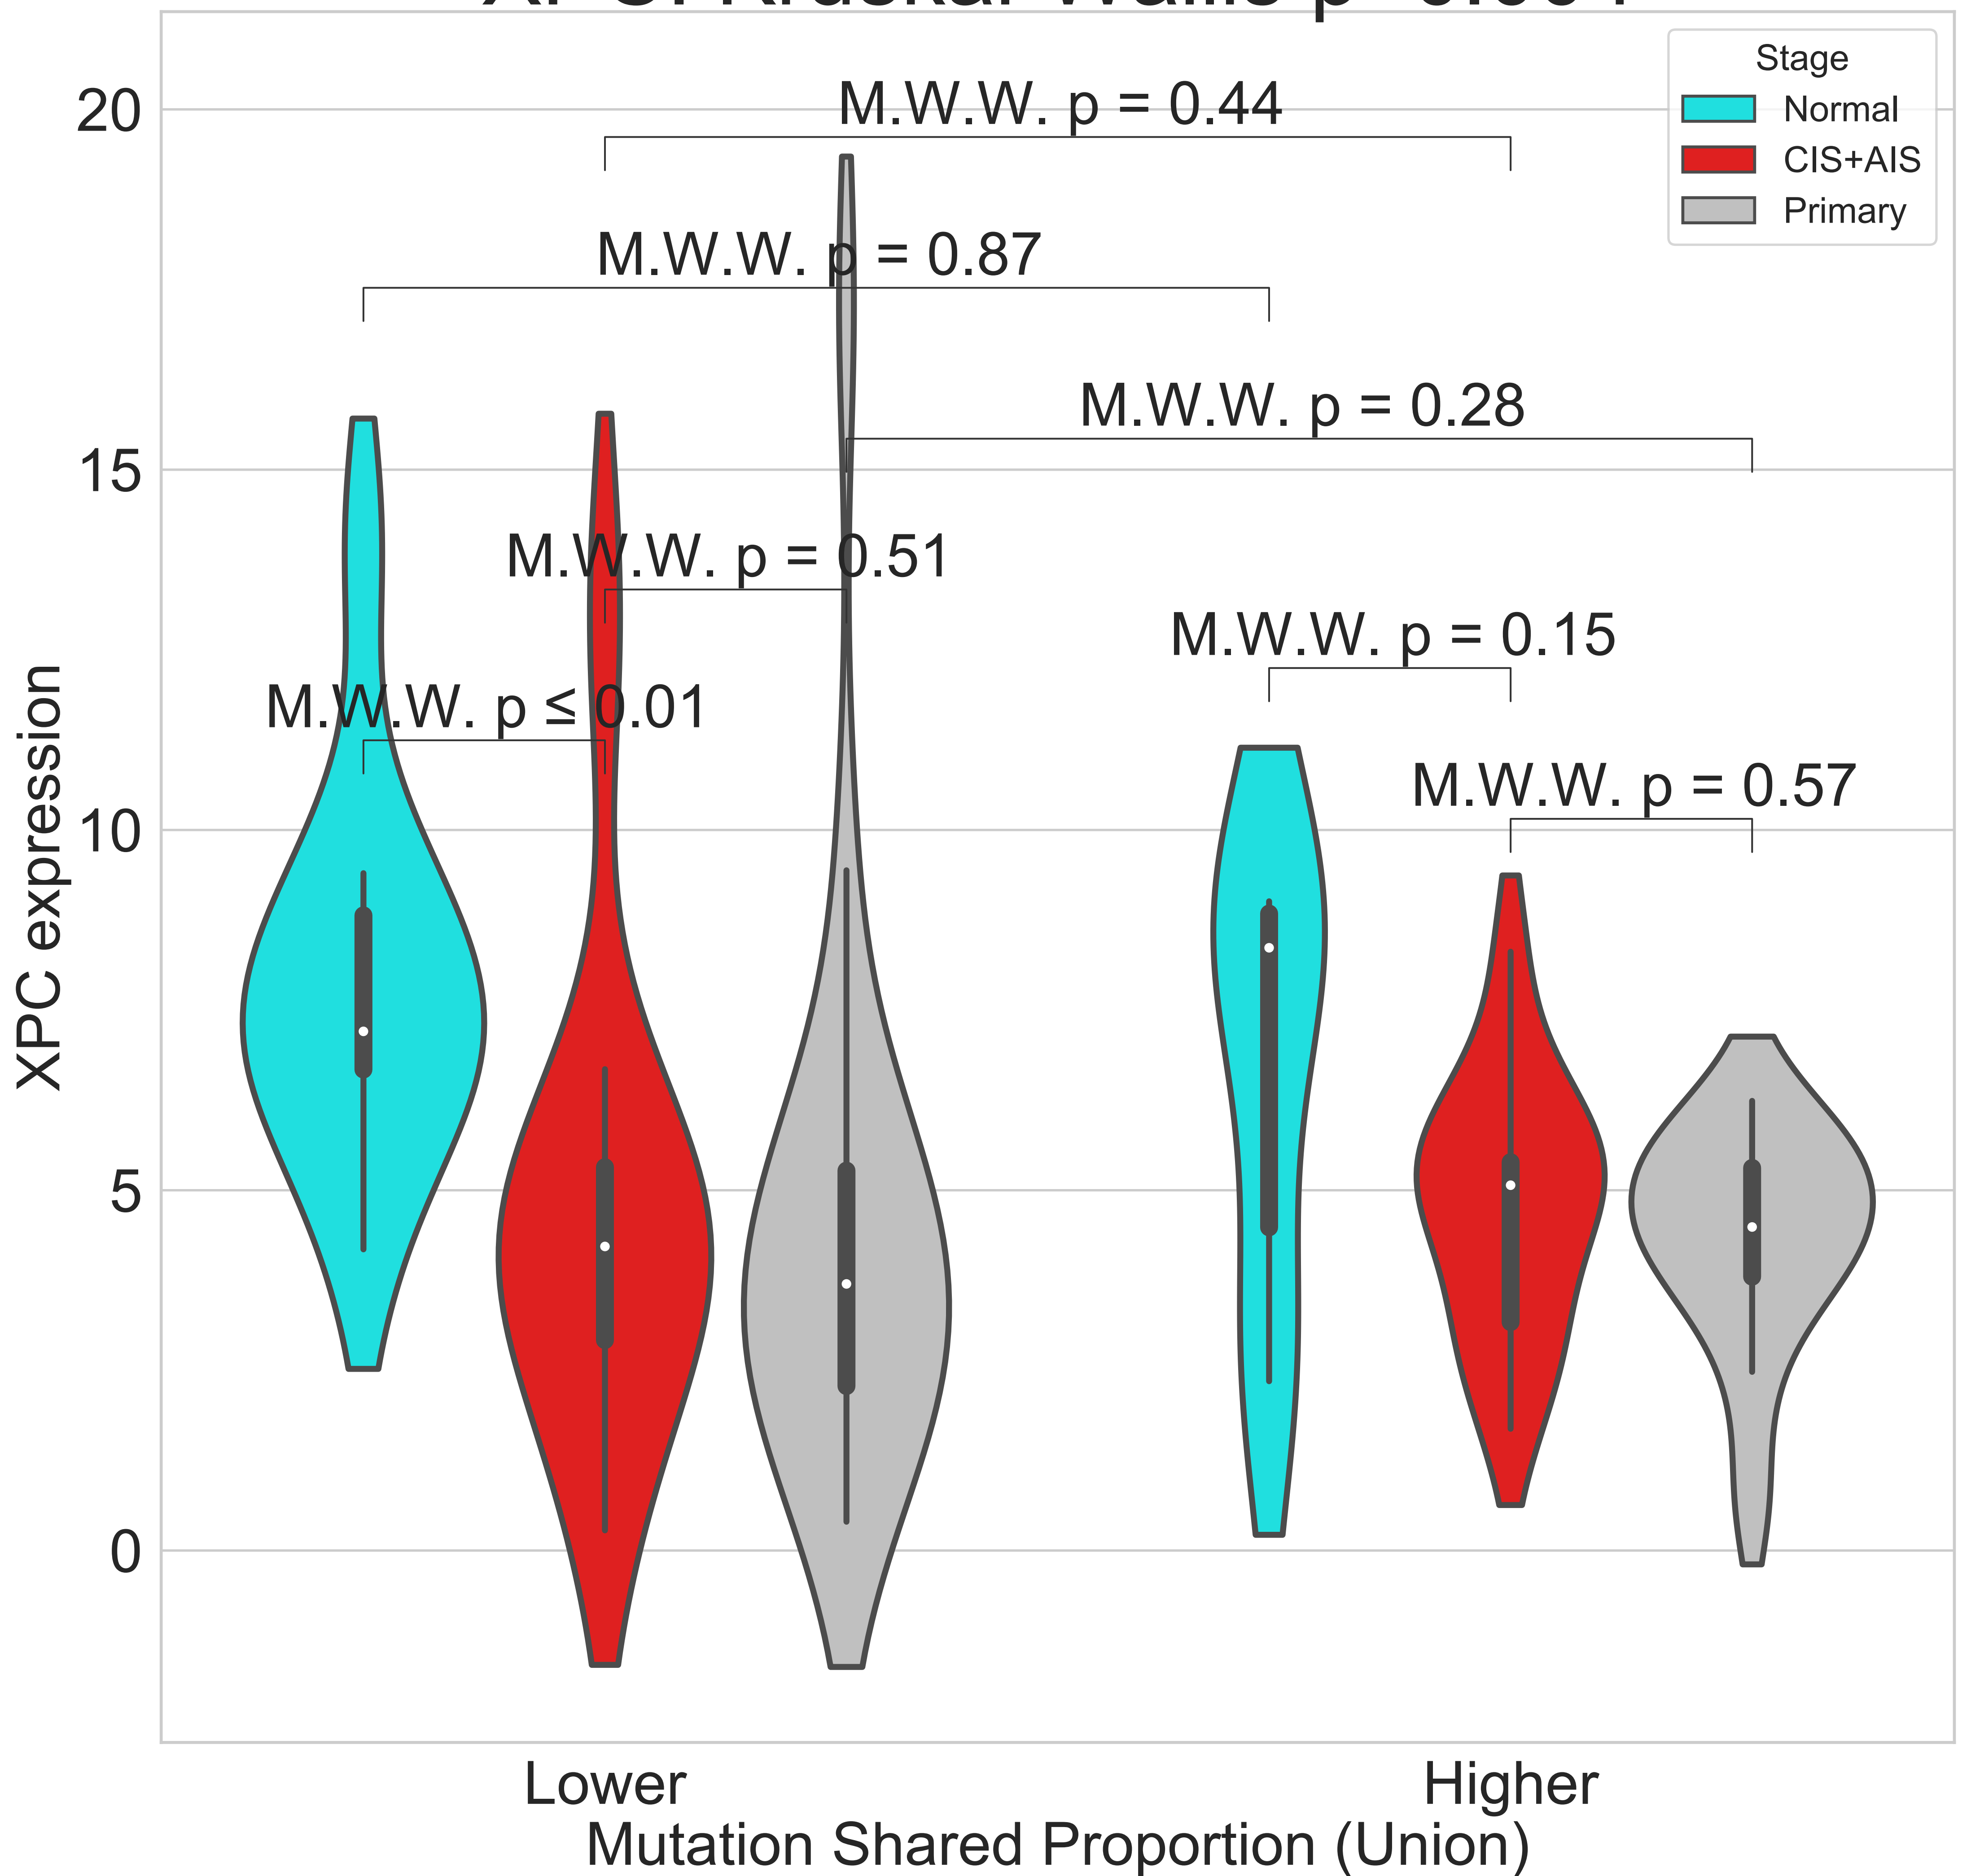 Stage
Normal
CIS+AIS
Primary
M.W.W. p = 0.44
M.W.W. p = 0.87
M.W.W. p = 0.28
M.W.W. p = 0.51
M.W.W. p = 0.15
M.W.W. p ≤ 0.01
M.W.W. p = 0.57
20
15
10
5
0
XPC expression
Lower
Higher
Mutation Shared Proportion (Union)